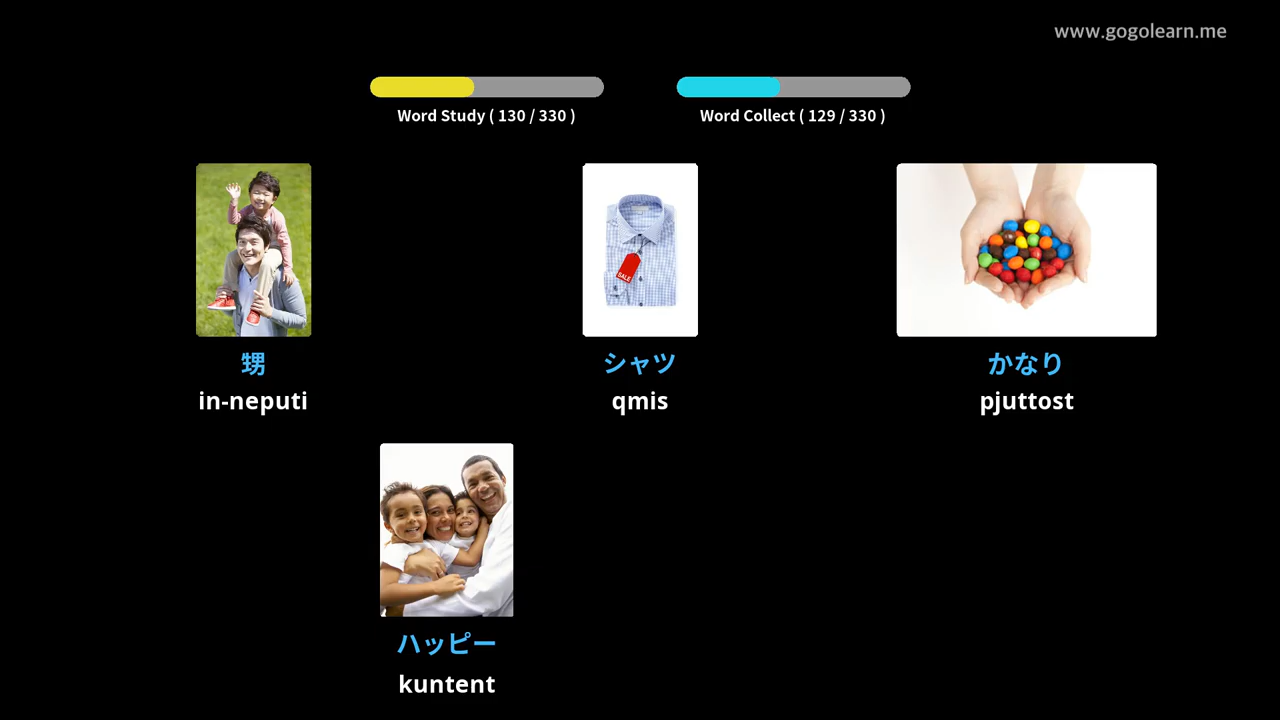 www.gogolearn.me
Word Study ( 130 / 330 )
Word Collect ( 129 / 330 )
甥
in-neputi
シャツ
qmis
SALE
かなり
pjuttost
ハッピー
kuntent